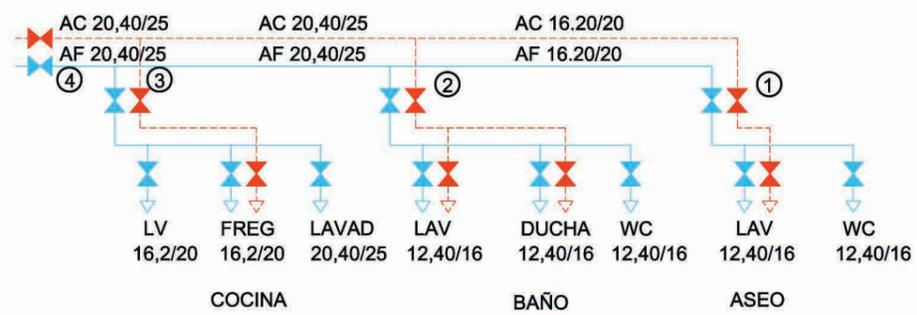 AC 20,40/25 AC 20,40/25 AC 16.20/20
AF 20,40/25 AF 20,40/25 AF 16.20/20
4 3 2 1
LV FREG LAVAD LAV DUCHA WC LAV WC
16,2/20 16,2/20 20,40/25 12,40/16 12,40/16 12,40/16 12,40/16 12,40/16
COCINA BAÑO ASEO